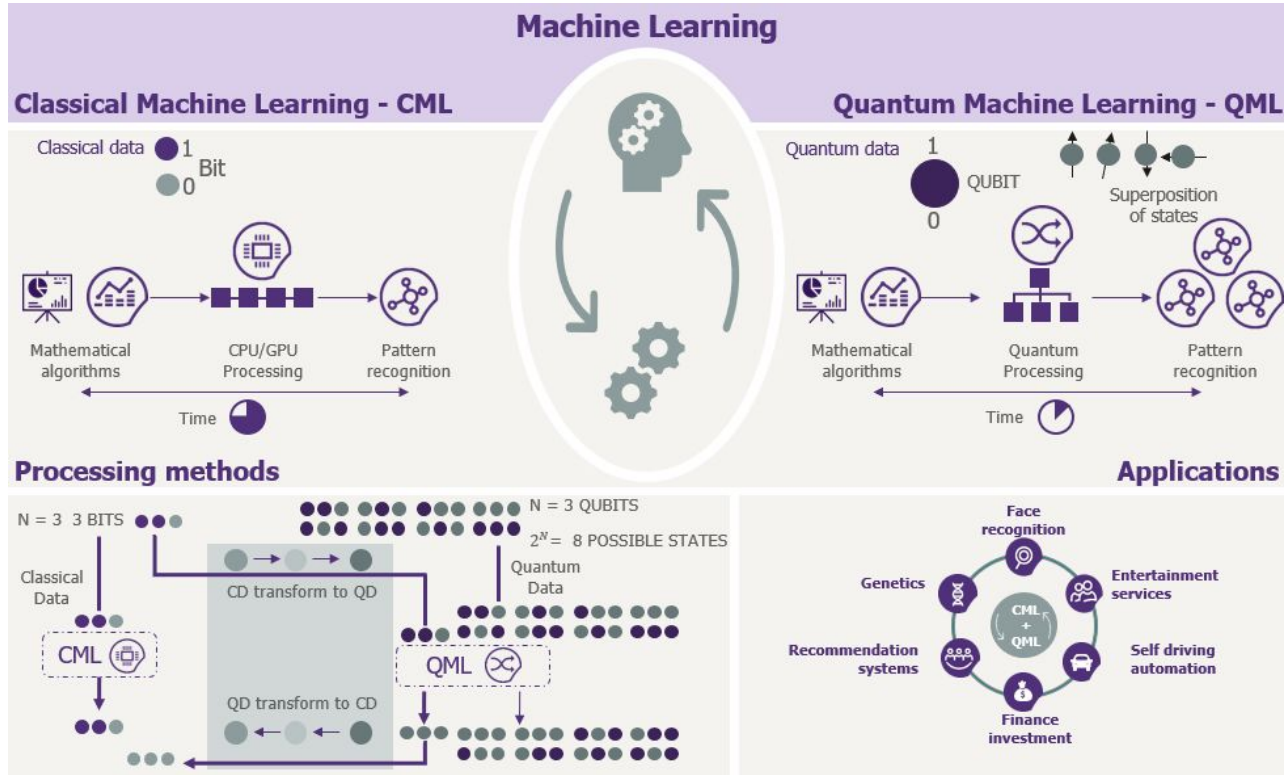 Machine Learning
Classical Machine Learning - CML
Quantum Machine Learning - QML
Classical data
1
Bit
0
Mathematical
algorithms
CPU/GPU
Processing
Pattern
recognition
Time
Quantum data
1
QUBIT
0
Superposition
of states
Mathematical
algorithms
Quantum
Processing
Pattern
recognition
Time
Processing methods
Applications
N = 3 3 BITS
N = 3 QUBITS
2^N = 8 POSSIBLE STATES
Classical
Data
CD transform to QD
Quantum
Data
CML
QML
QD transform to CD
Face
recognition
Genetics
Entertainment
services
CML
+
QML
Recommendation
systems
Self driving
automation
$
Finance
investment